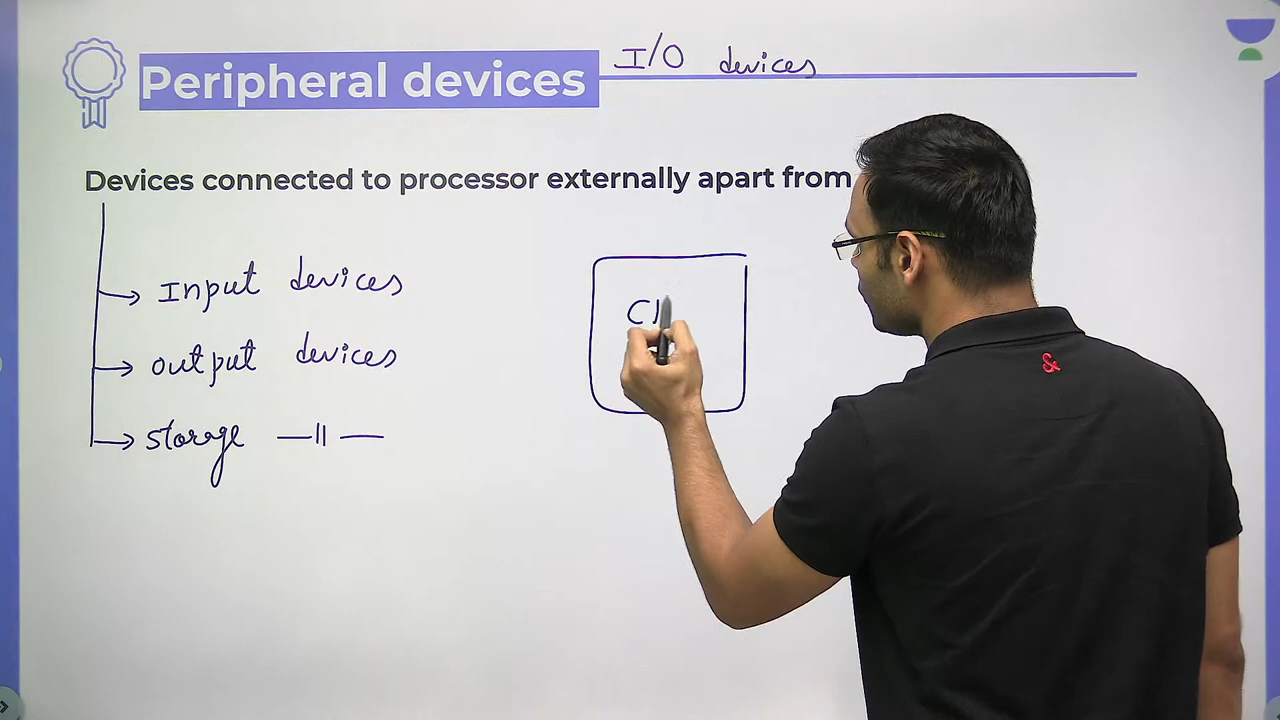 I/O devices
Peripheral devices
Devices connected to processor externally apart from
Input devices
output devices
storage —||—